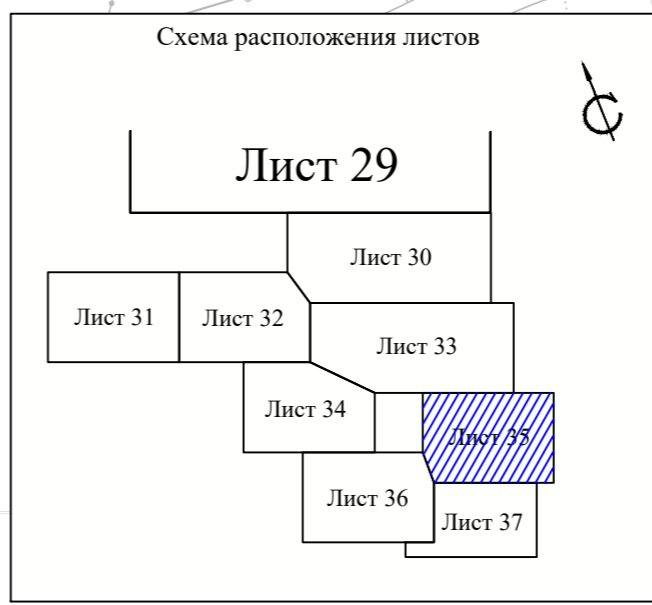 Схема расположения листов
С
Лист 29
Лист 30
Лист 31
Лист 32
Лист 33
Лист 34
Лист 35
Лист 36
Лист 37